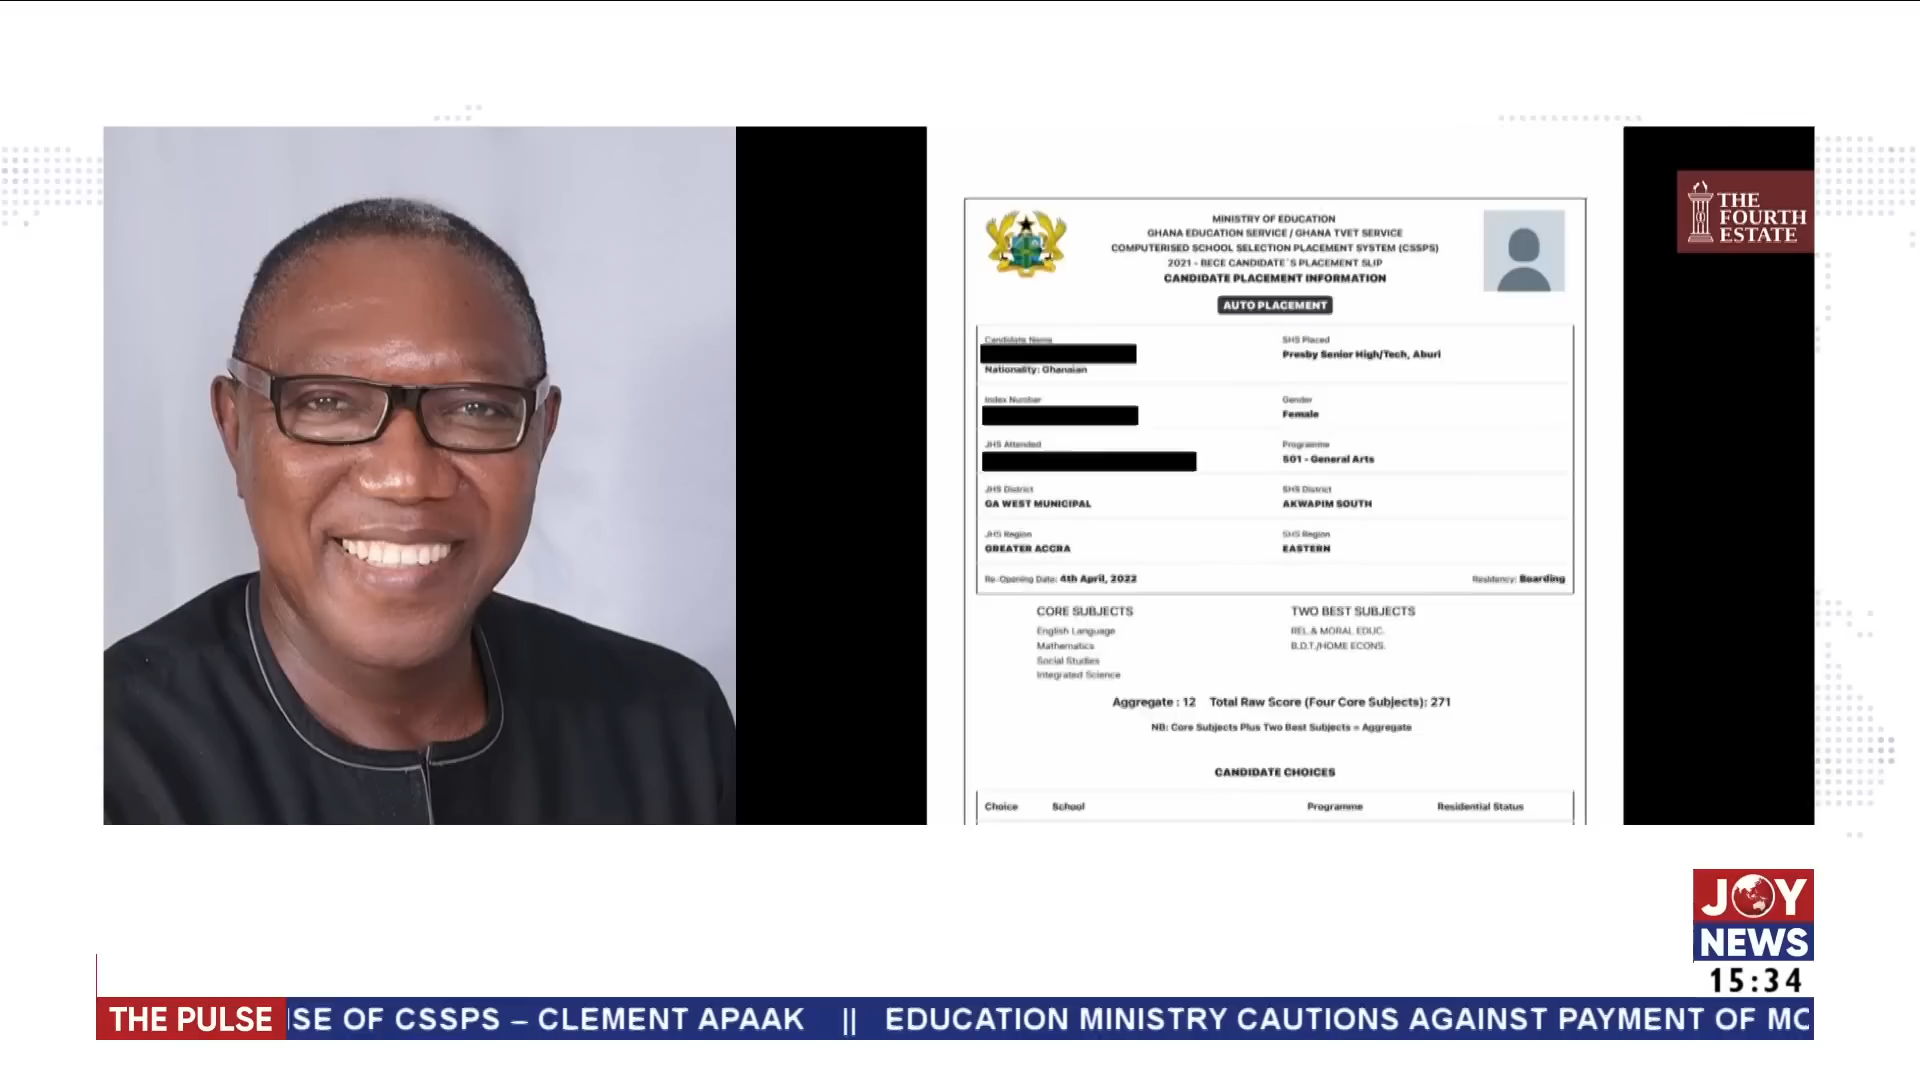 THE
FOURTH
ESTATE
MINISTRY OF EDUCATION
GHANA EDUCATION SERVICE / GHANA TVET SERVICE
COMPUTERISED SCHOOL SELECTION PLACEMENT SYSTEM (CSSPS)
2021 - BECE CANDIDATE`S PLACEMENT SLIP
CANDIDATE PLACEMENT INFORMATION
AUTO PLACEMENT
Candidate Name
Nationality: Ghanaian
SHS Placed
Presby Senior High/Tech, Aburi
Index Number
Gender
Female
JHS Attended
Programme
501 - General Arts
JHS District
GA WEST MUNICIPAL
SHS District
AKWAPIM SOUTH
JHS Region
GREATER ACCRA
SHS Region
EASTERN
Re-Opening Date: 4th April, 2022
Residency: Boarding
CORE SUBJECTS
English Language
Mathematics
Social Studies
Integrated Science
TWO BEST SUBJECTS
REL.& MORAL EDUC.
B.D.T./HOME ECONS.
Aggregate : 12 Total Raw Score (Four Core Subjects): 271
NB: Core Subjects Plus Two Best Subjects = Aggregate
CANDIDATE CHOICES
Choice School Programme Residential Status
JOY
NEWS
15:34
THE PULSE ISE OF CSSPS – CLEMENT APAAK || EDUCATION MINISTRY CAUTIONS AGAINST PAYMENT OF MO